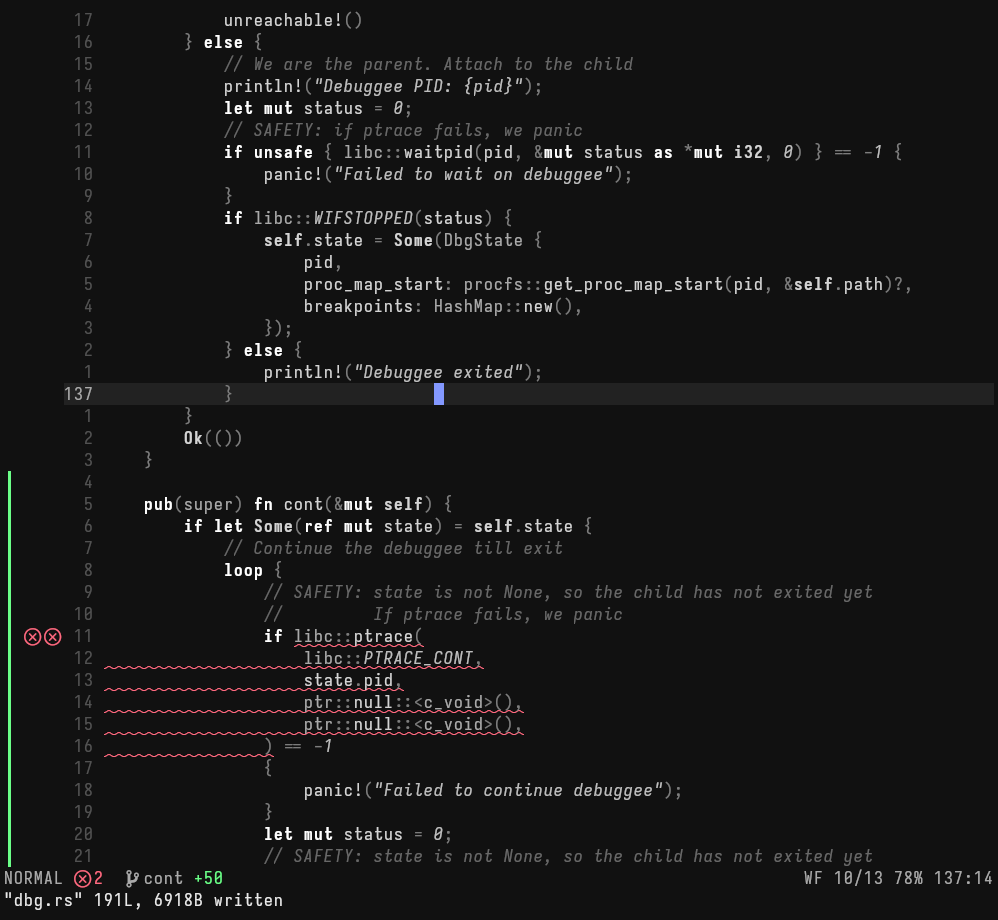 17             unreachable!()
16         } else {
15             // We are the parent. Attach to the child
14             println!("Debuggee PID: {pid}");
13             let mut status = 0;
12             // SAFETY: if ptrace fails, we panic
11             if unsafe { libc::waitpid(pid, &mut status as *mut i32, 0) } == -1 {
10                 panic!("Failed to wait on debuggee");
9             }
8             if libc::WIFSTOPPED(status) {
7                 self.state = Some(DbgState {
6                     pid,
5                     proc_map_start: procfs::get_proc_map_start(pid, &self.path)?,
4                     breakpoints: HashMap::new(),
3                 });
2             } else {
1                 println!("Debuggee exited");
137             }
1         }
2         Ok(())
3     }
4
5     pub(super) fn cont(&mut self) {
6         if let Some(ref mut state) = self.state {
7             // Continue the debuggee till exit
8             loop {
9                 // SAFETY: state is not None, so the child has not exited yet
10                 //         If ptrace fails, we panic
11                 if libc::ptrace(
12                     libc::PTRACE_CONT,
13                     state.pid,
14                     ptr::null::<c_void>(),
15                     ptr::null::<c_void>(),
16                 ) == -1
17                 {
18                     panic!("Failed to continue debuggee");
19                 }
20                 let mut status = 0;
21                 // SAFETY: state is not None, so the child has not exited yet
NORMAL 2 cont +50 WF 10/13 78% 137:14
"dbg.rs" 191L, 6918B written